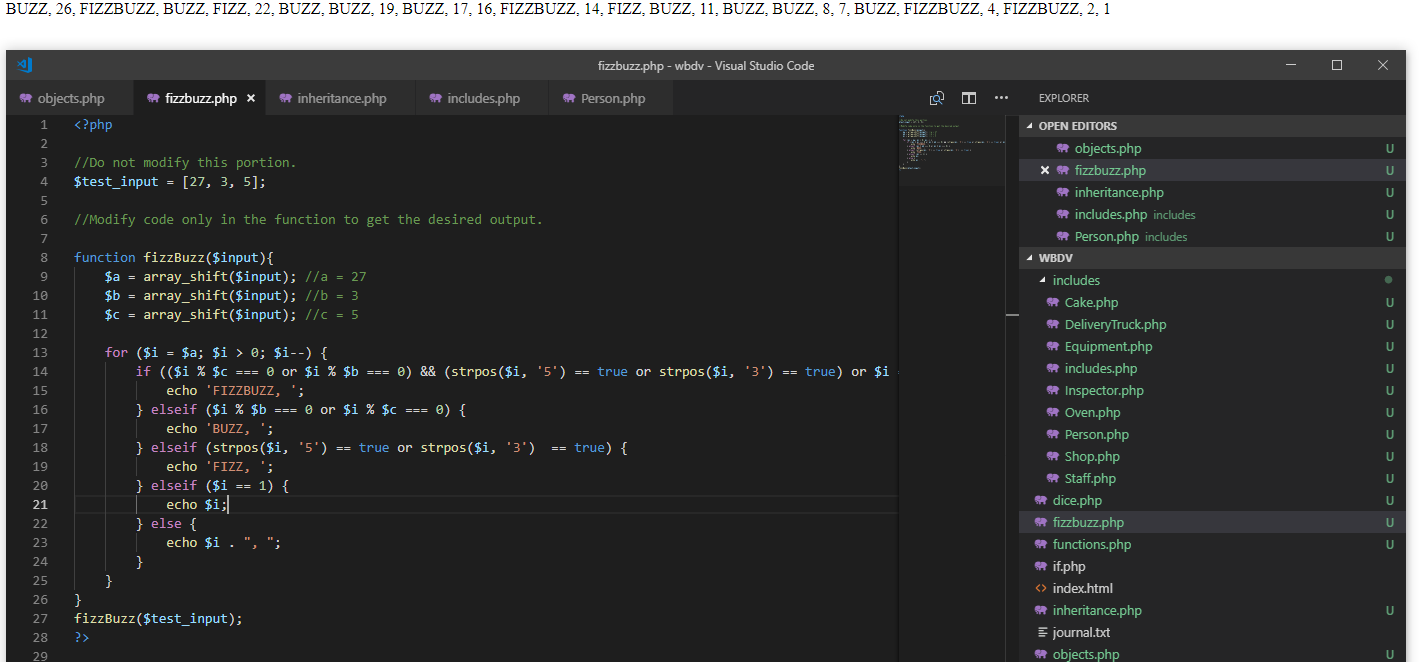 BUZZ, 26, FIZZBUZZ, BUZZ, FIZZ, 22, BUZZ, BUZZ, 19, BUZZ, 17, 16, FIZZBUZZ, 14, FIZZ, BUZZ, 11, BUZZ, BUZZ, 8, 7, BUZZ, FIZZBUZZ, 4, FIZZBUZZ, 2, 1
fizzbuzz.php - wbdv - Visual Studio Code
objects.php fizzbuzz.php inheritance.php includes.php Person.php
1 <?php
2
3 //Do not modify this portion.
4 $test_input = [27, 3, 5];
5
6 //Modify code only in the function to get the desired output.
7
8 function fizzBuzz($input){
9 $a = array_shift($input); //a = 27
10 $b = array_shift($input); //b = 3
11 $c = array_shift($input); //c = 5
12
13 for ($i = $a; $i > 0; $i--) {
14 if (($i % $c === 0 or $i % $b === 0) && (strpos($i, '5') == true or strpos($i, '3') == true) or $i =
15 echo 'FIZZBUZZ, ';
16 } elseif ($i % $b === 0 or $i % $c === 0) {
17 echo 'BUZZ, ';
18 } elseif (strpos($i, '5') == true or strpos($i, '3')  == true) {
19 echo 'FIZZ, ';
20 } elseif ($i == 1) {
21 echo $i;
22 } else {
23 echo $i . ", ";
24 }
25 }
26 }
27 fizzBuzz($test_input);
28 ?>
29
EXPLORER
OPEN EDITORS
objects.php U
fizzbuzz.php U
inheritance.php U
includes.php includes U
Person.php includes U
WBDV
includes
Cake.php U
DeliveryTruck.php U
Equipment.php U
includes.php U
Inspector.php U
Oven.php U
Person.php U
Shop.php U
Staff.php U
dice.php U
fizzbuzz.php U
functions.php U
if.php
index.html
inheritance.php U
journal.txt
objects.php U